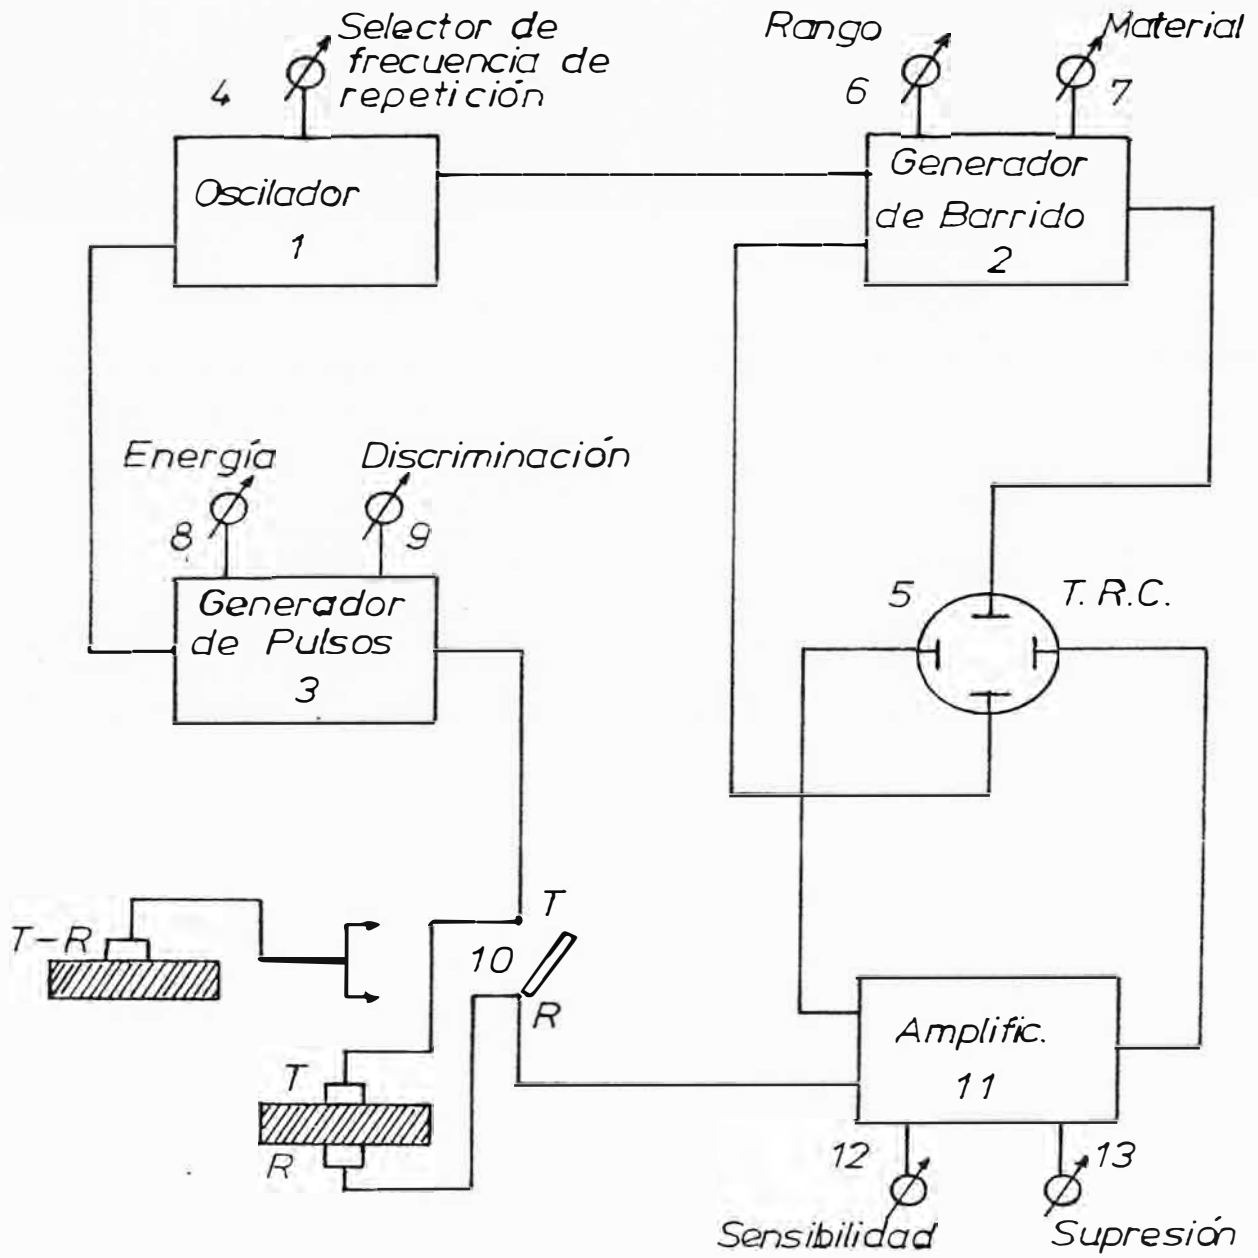 Selector de
frecuencia de
repetición
4
Rango
6
Material
7
Oscilador
1
Generador
de Barrido
2
Energía
8
Discriminación
9
Generador
de Pulsos
3
5
T. R.C.
T-R
T
10
R
T
R
Amplific.
11
12
13
Sensibilidad
Supresión